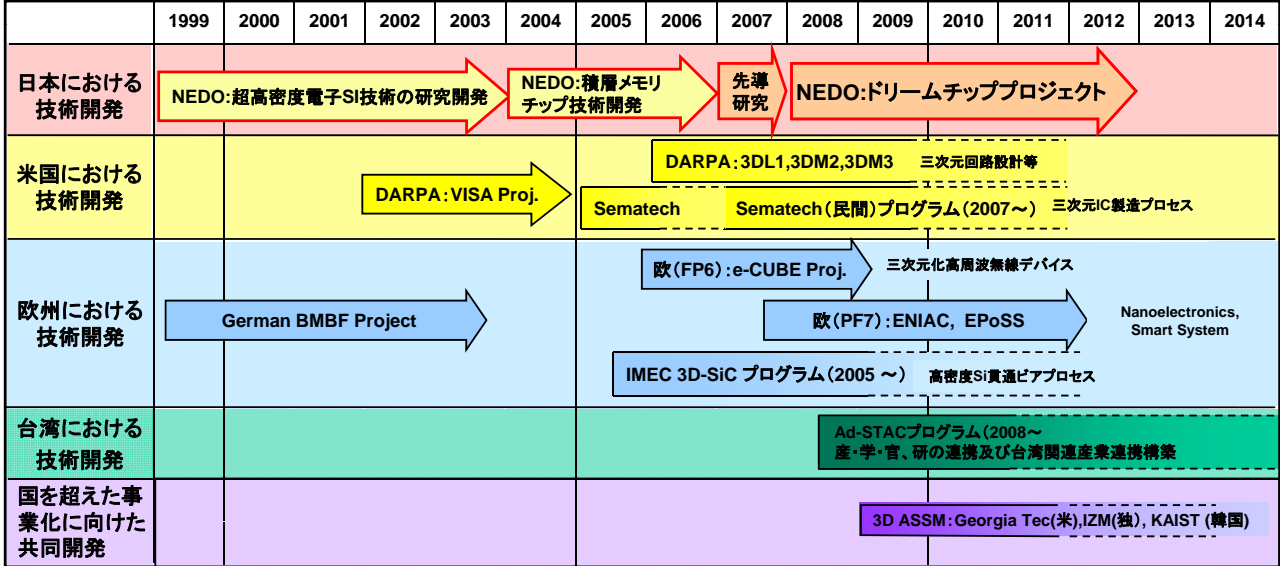 1999 2000 2001 2002 2003 2004 2005 2006 2007 2008 2009 2010 2011 2012 2013 2014
日本における
技術開発
NEDO:超高密度電子SI技術の研究開発
NEDO:積層メモリ
チップ技術開発
先導
研究
NEDO:ドリームチッププロジェクト
米国における
技術開発
DARPA:VISA Proj.
DARPA:3DL1,3DM2,3DM3
三次元回路設計等
Sematech
Sematech(民間)プログラム(2007~)
三次元IC製造プロセス
欧州における
技術開発
欧(FP6):e-CUBE Proj.
三次元化高周波無線デバイス
German BMBF Project
欧(PF7):ENIAC, EPoSS
Nanoelectronics,
Smart System
IMEC 3D-SiC プログラム(2005 ~)
高密度Si貫通ビアプロセス
台湾における
技術開発
Ad-STACプログラム(2008~
産・学・官、研の連携及び台湾関連産業連携構築
国を超えた事
業化に向けた
共同開発
3D ASSM:Georgia Tec(米),IZM(独), KAIST (韓国)